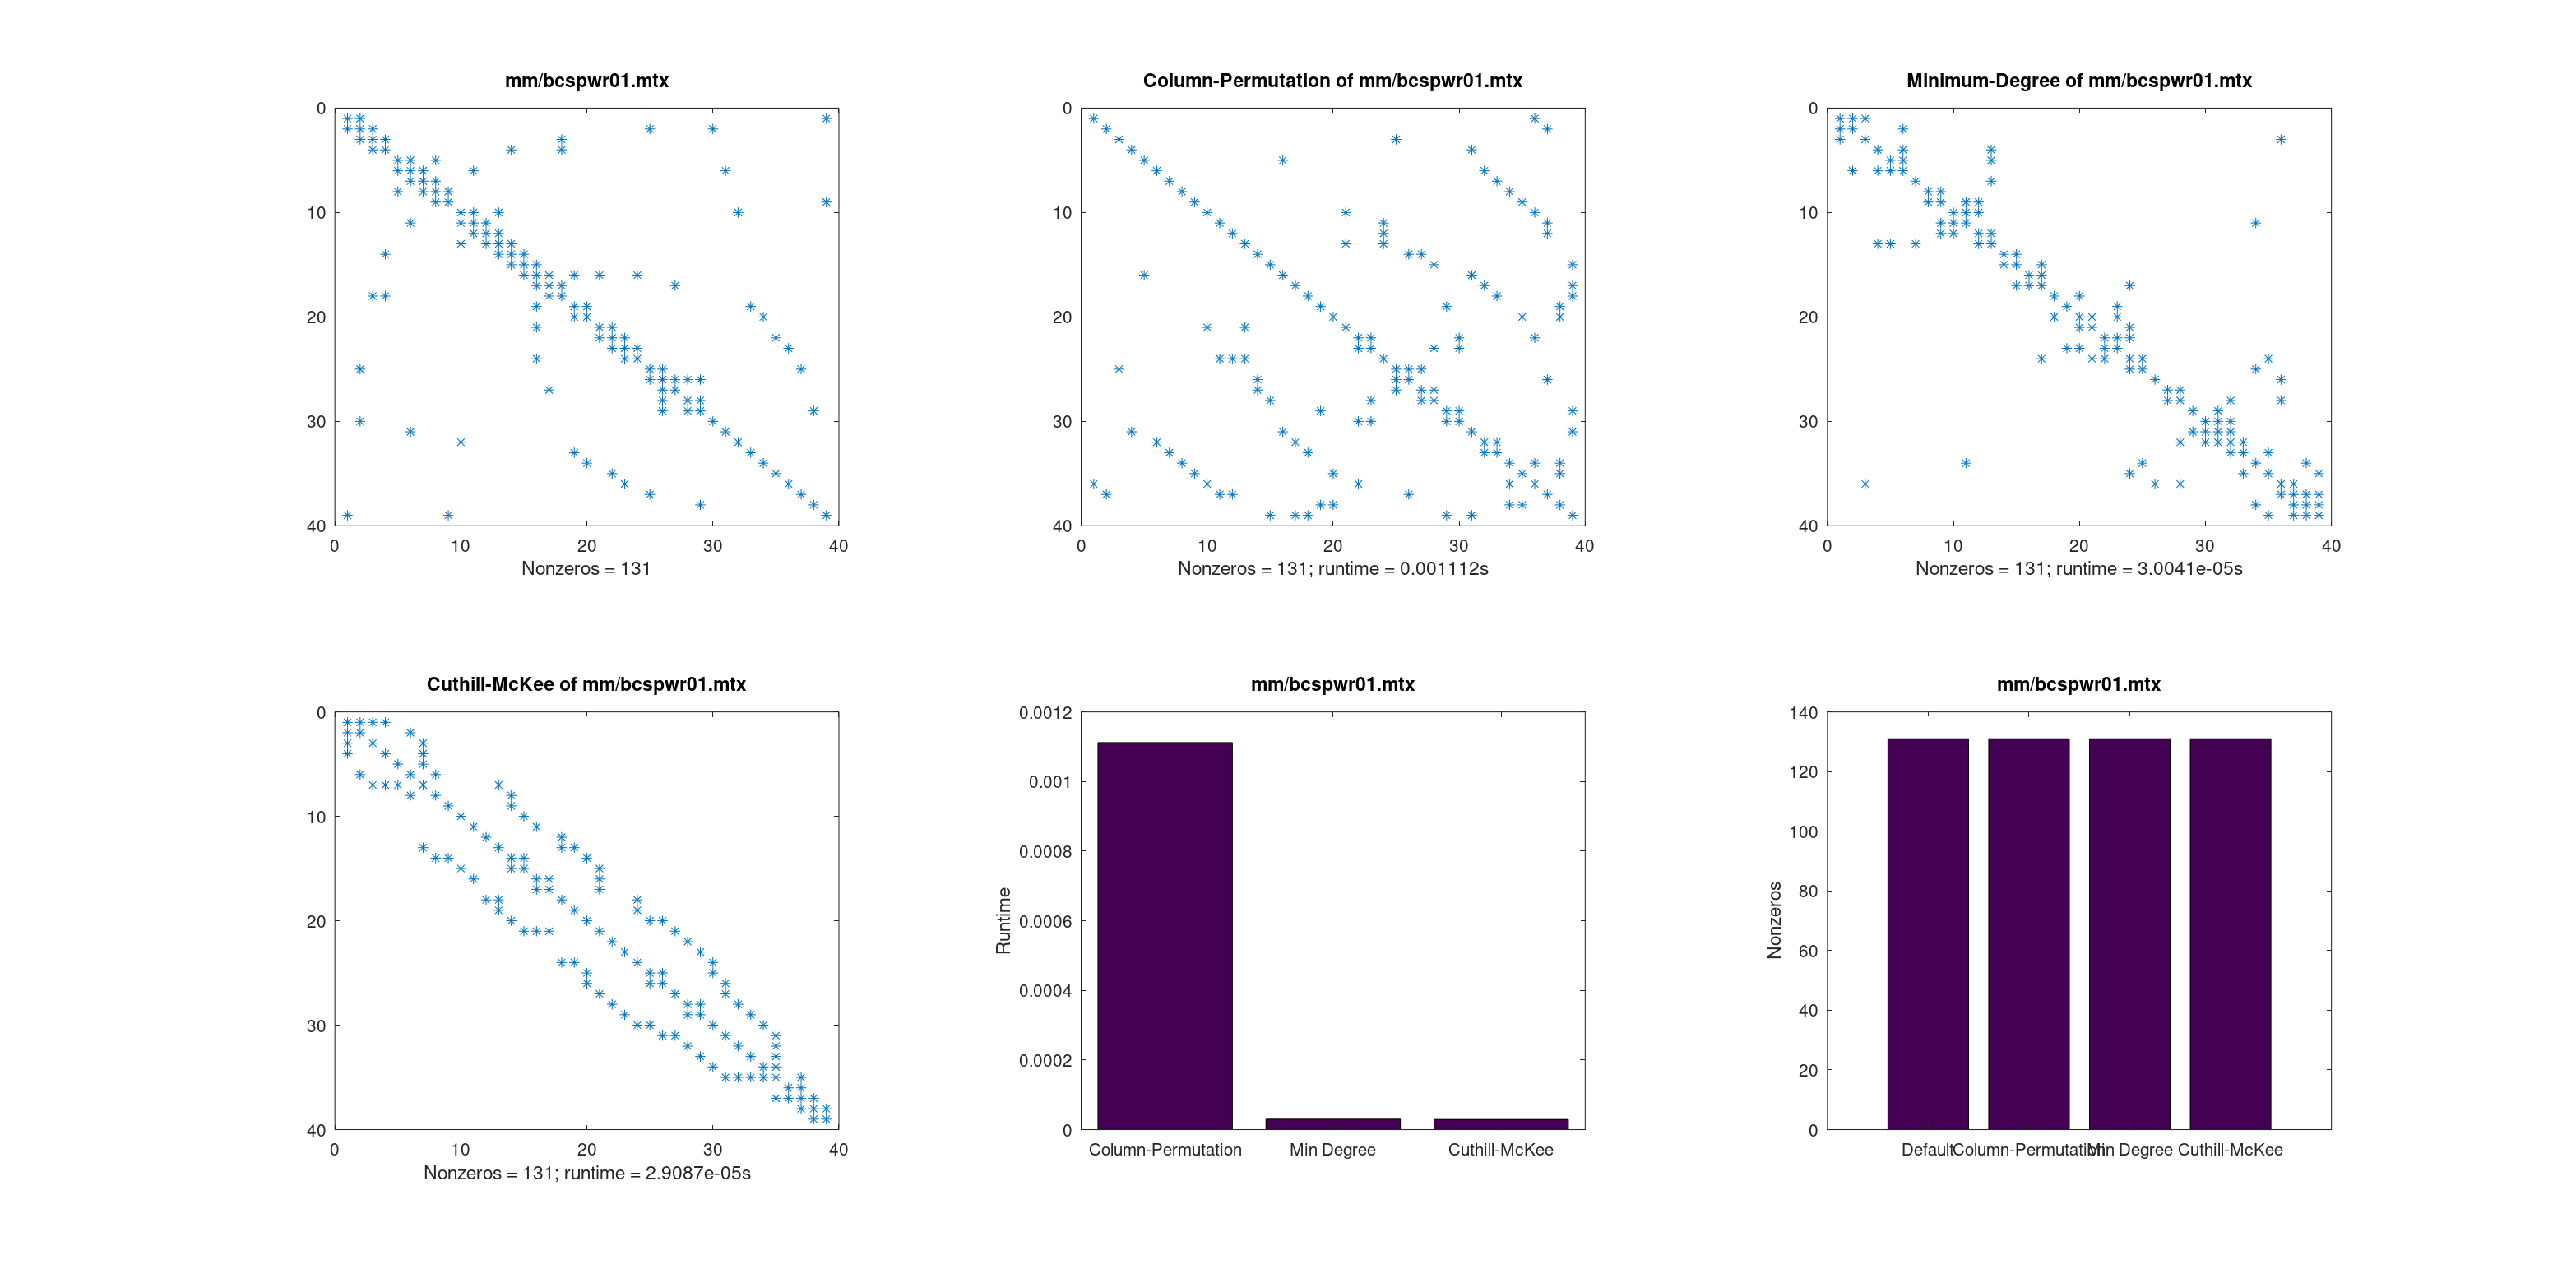 mm/bcspwr01.mtx
0
10
20
30
40
0 10 20 30 40
Nonzeros = 131
Column-Permutation of mm/bcspwr01.mtx
0
10
20
30
40
0 10 20 30 40
Nonzeros = 131; runtime = 0.001112s
Minimum-Degree of mm/bcspwr01.mtx
0
10
20
30
40
0 10 20 30 40
Nonzeros = 131; runtime = 3.0041e-05s
Cuthill-McKee of mm/bcspwr01.mtx
0
10
20
30
40
0 10 20 30 40
Nonzeros = 131; runtime = 2.9087e-05s
mm/bcspwr01.mtx
Runtime
0.0012
0.001
0.0008
0.0006
0.0004
0.0002
0
Column-Permutation Min Degree Cuthill-McKee
mm/bcspwr01.mtx
Nonzeros
140
120
100
80
60
40
20
0
Default Column-Permutation Min Degree Cuthill-McKee